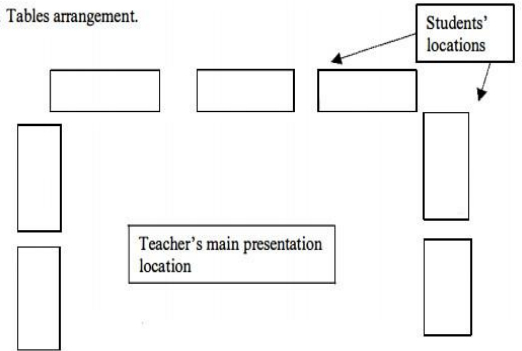 Tables arrangement.
Students'
locations
Teacher's main presentation
location